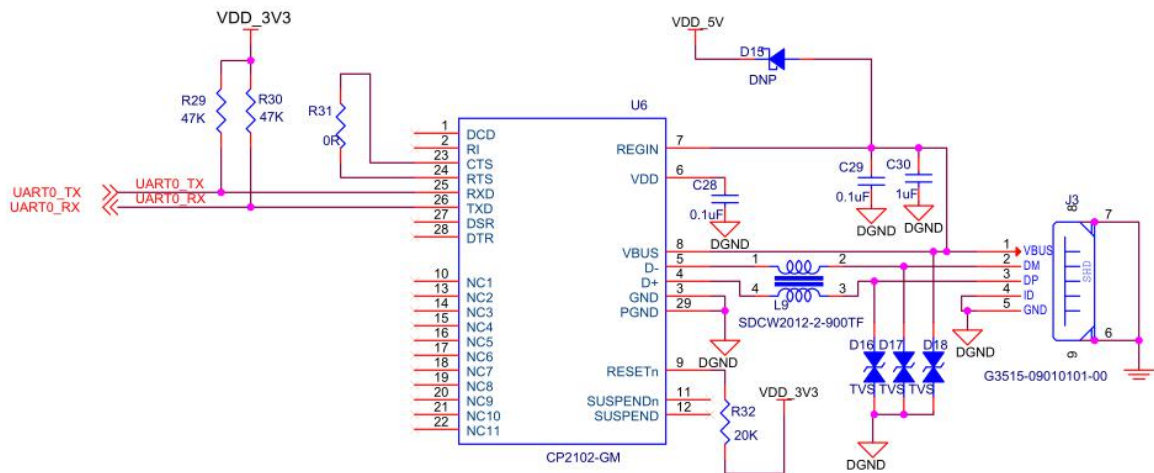 VDD_3V3
VDD_5V
D15
DNP
R29
47K
R30
47K
R31
0R
U6
1
DCD
2
RI
23
CTS
24
RTS
25
RXD
26
TXD
27
DSR
28
DTR
10
NC1
13
NC2
14
NC3
15
NC4
16
NC5
17
NC6
18
NC7
19
NC8
20
NC9
21
NC10
22
NC11
REGIN
7
VDD
6
VBUS
8
D-
5
D+
4
GND
3
PGND
29
RESETn
9
SUSPENDn
11
SUSPEND
12
CP2102-GM
UART0_TX
UART0_TX
UART0_RX
UART0_RX
C28
0.1uF
DGND
C29
0.1uF
DGND
C30
1uF
DGND
1
2
4
3
L9
SDCW2012-2-900TF
DGND
D16
D17
D18
TVS
TVS
TVS
DGND
R32
20K
VDD_3V3
J3
8
7
1
VBUS
2
DM
3
DP
4
ID
5
GND
SHD
6
9
DGND
G3515-09010101-00